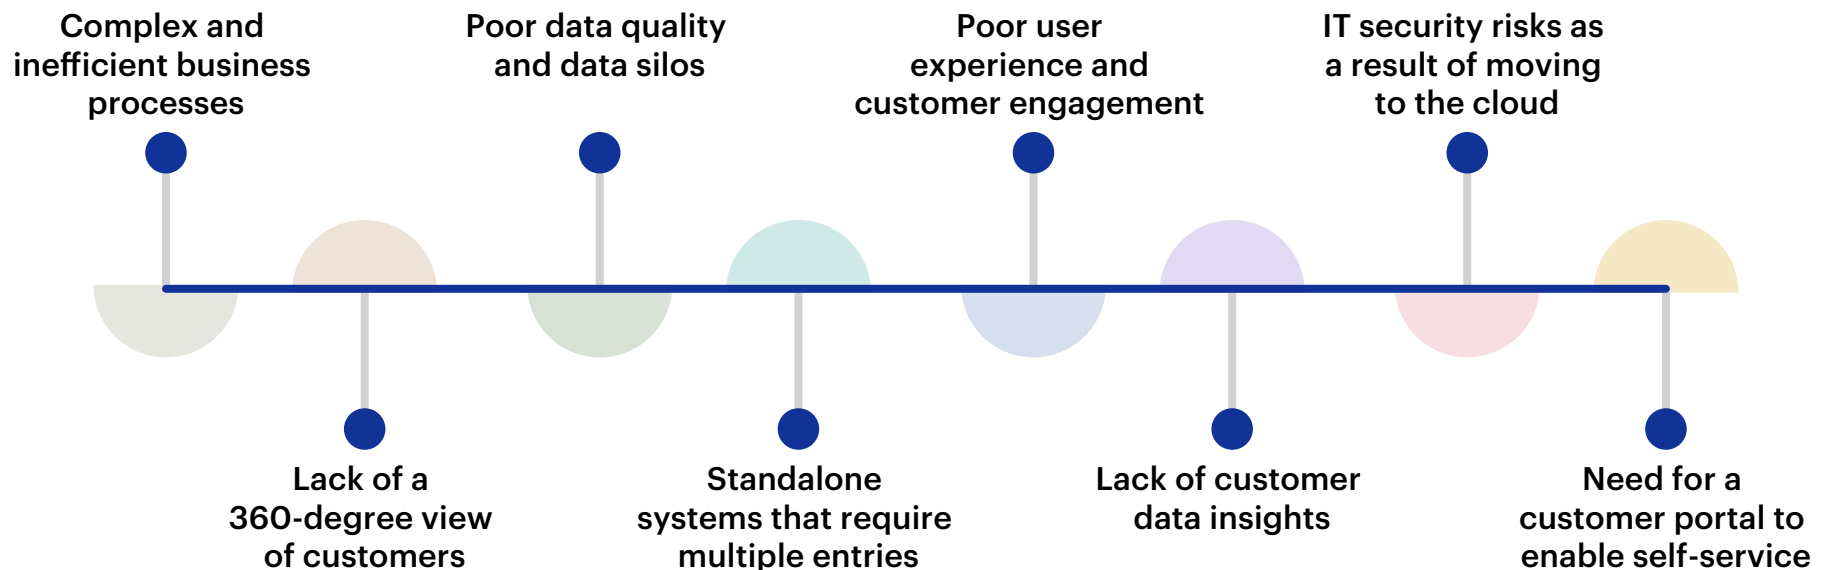 Complex and
inefficient business
processes
Poor data quality
and data silos
Poor user
experience and
customer engagement
IT security risks as
a result of moving
to the cloud
Lack of a
360-degree view
of customers
Standalone
systems that require
multiple entries
Lack of customer
data insights
Need for a
customer portal to
enable self-service